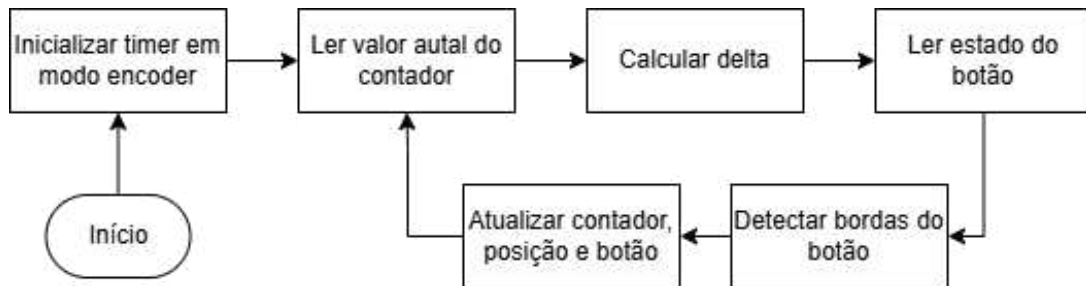 Inicializar timer em
modo encoder
Ler valor autal do
contador
Calcular delta
Ler estado do
botão
Início
Atualizar contador,
posição e botão
Detectar bordas do
botão